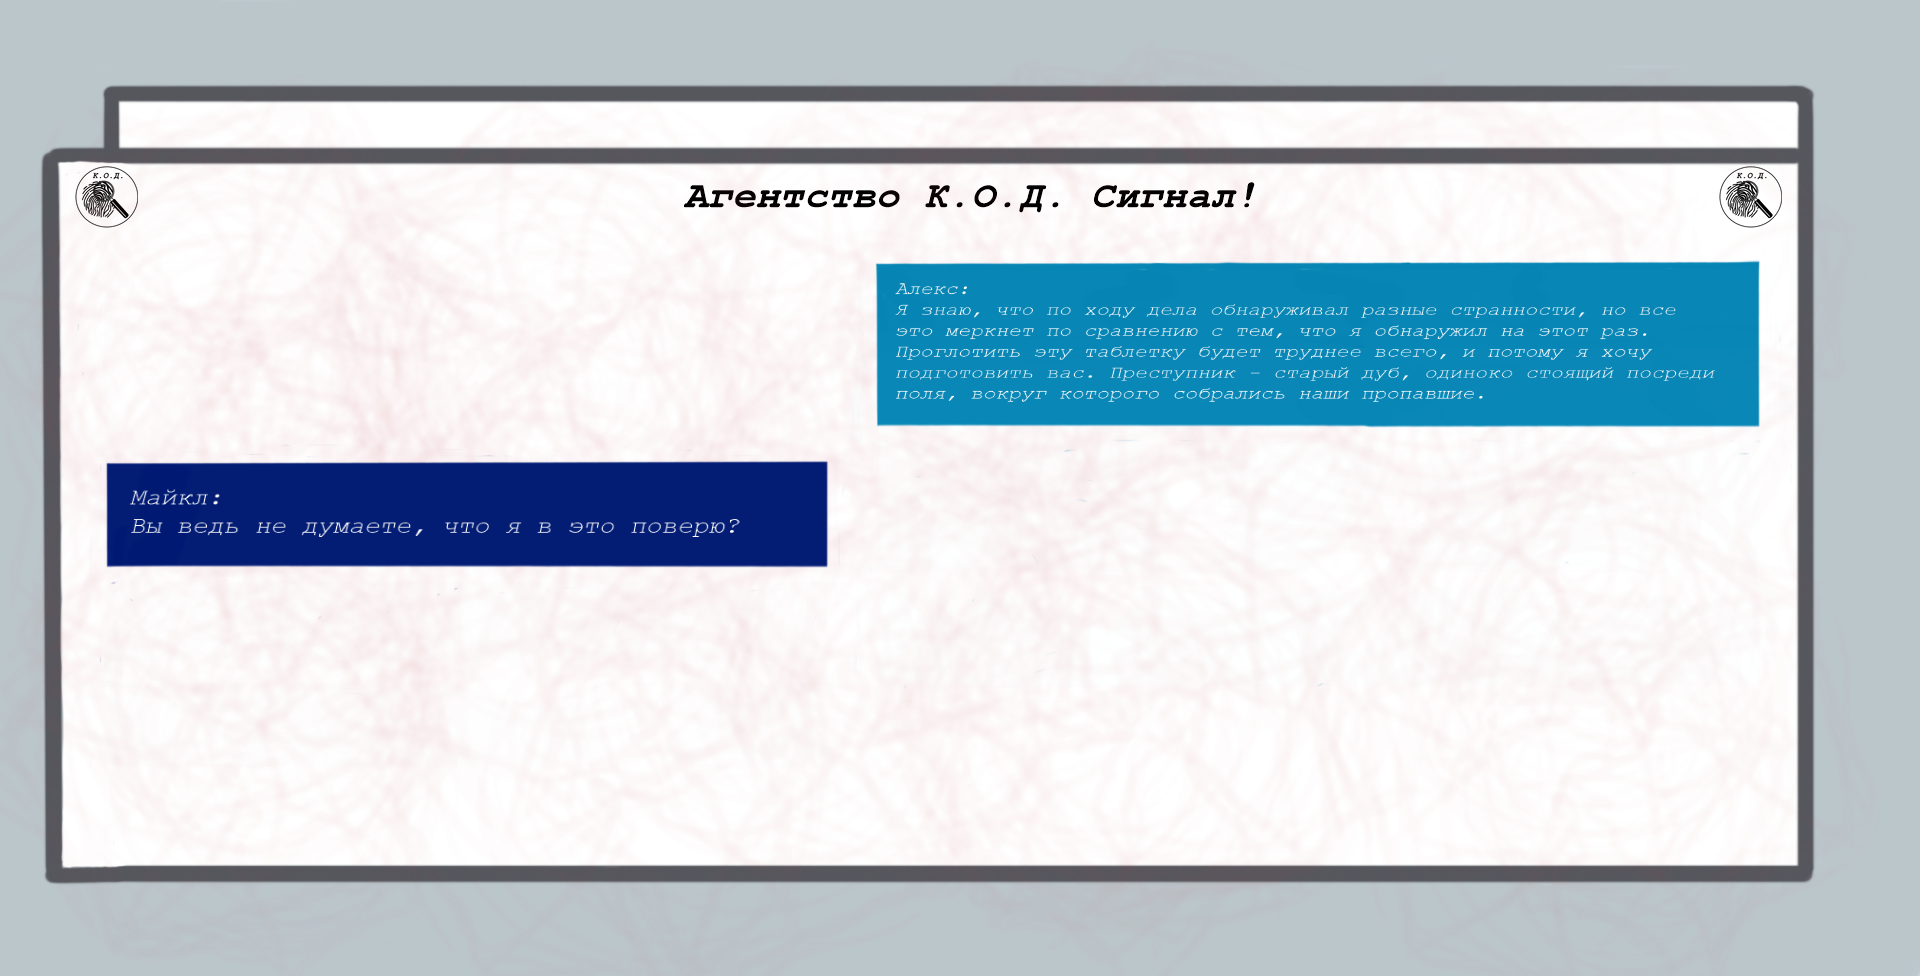 К.О.Д.
Агентство К.О.Д. Сигнал!
К.О.Д.
Алекс:
Я знаю, что по ходу дела обнаруживал разные странности, но все
это меркнет по сравнению с тем, что я обнаружил на этот раз.
Проглотить эту таблетку будет труднее всего, и потому я хочу
подготовить вас. Преступник – старый дуб, одиноко стоящий посреди
поля, вокруг которого собрались наши пропавшие.
Майкл:
Вы ведь не думаете, что я в это поверю?